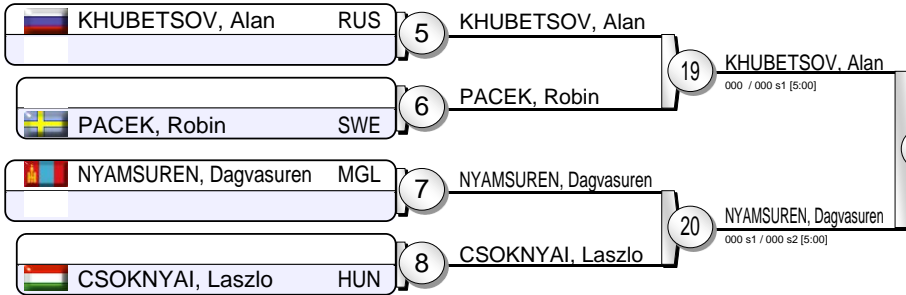 KHUBETSOV, Alan RUS
5
KHUBETSOV, Alan
19
KHUBETSOV, Alan
000 / 000 s1 [5:00]
6
PACEK, Robin
PACEK, Robin SWE
NYAMSUREN, Dagvasuren MGL
7
NYAMSUREN, Dagvasuren
20
NYAMSUREN, Dagvasuren
000 s1 / 000 s2 [5:00]
8
CSOKNYAI, Laszlo
CSOKNYAI, Laszlo HUN